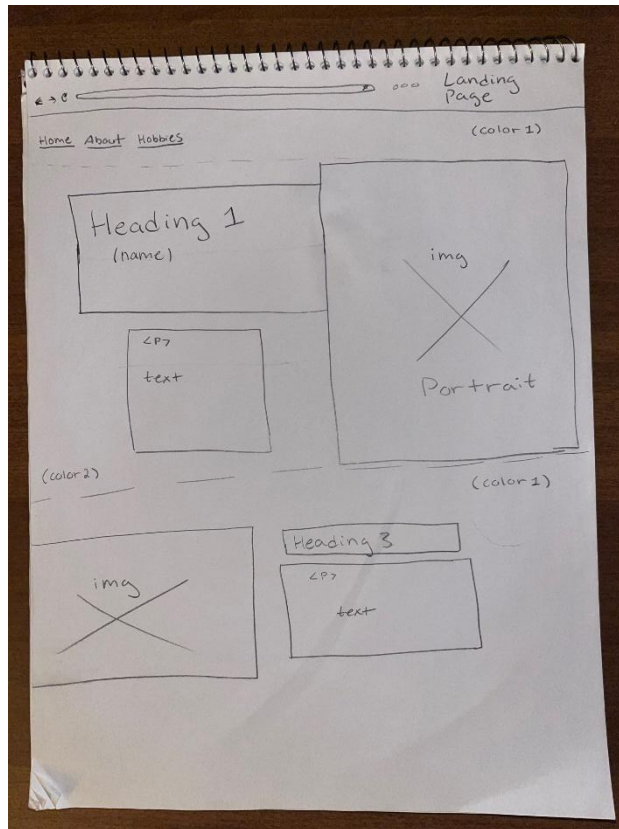 Landing
Page
(color 1)
Home About Hobbies
Heading 1
(name)
img
Portrait
<P>
text
(color 2)
(color 1)
img
Heading 3
<P>
text